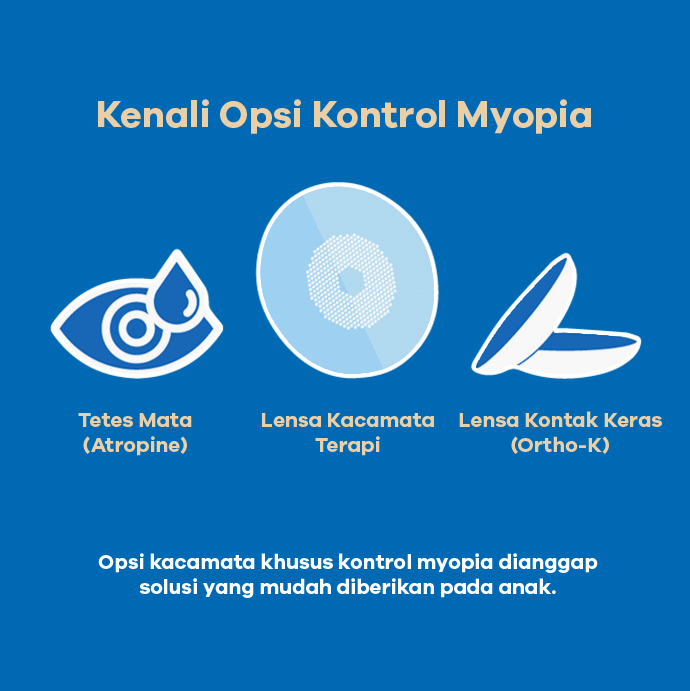 Kenali Opsi Kontrol Myopia
Tetes Mata
(Atropine)
Lensa Kacamata
Terapi
Lensa Kontak Keras
(Ortho-K)
Opsi kacamata khusus kontrol myopia dianggap
solusi yang mudah diberikan pada anak.